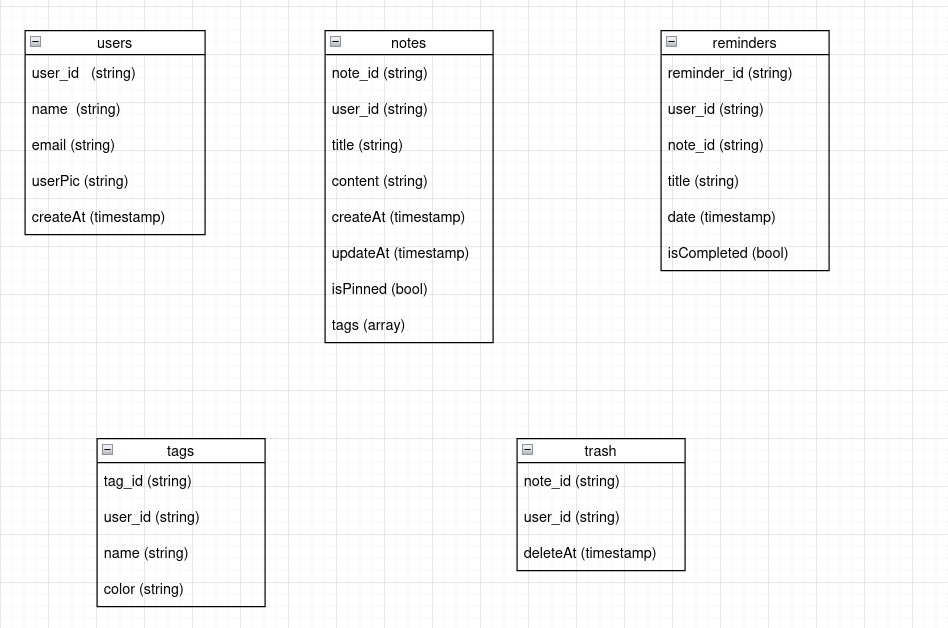 users
user_id   (string)
name  (string)
email (string)
userPic (string)
createAt (timestamp)
notes
note_id (string)
user_id (string)
title (string)
content (string)
createAt (timestamp)
updateAt (timestamp)
isPinned (bool)
tags (array)
reminders
reminder_id (string)
user_id (string)
note_id (string)
title (string)
date (timestamp)
isCompleted (bool)
tags
tag_id (string)
user_id (string)
name (string)
color (string)
trash
note_id (string)
user_id (string)
deleteAt (timestamp)